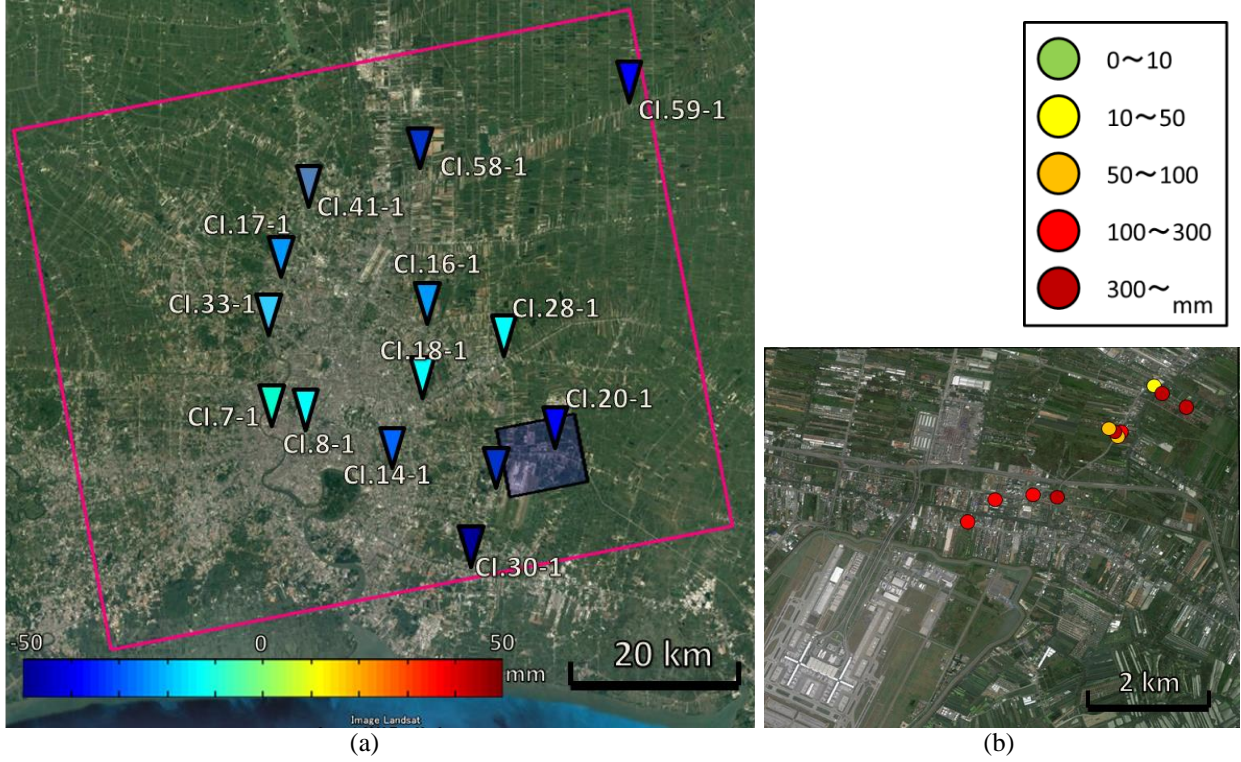 CI.59-1
CI.58-1
CI.41-1
CI.17-1
CI.16-1
CI.33-1
CI.28-1
CI.18-1
CI.20-1
CI.7-1
CI.8-1
CI.14-1
CI.30-1
-50
0
50
mm
20 km
Image Landsat
(a)
0～10
10～50
50～100
100～300
300～ mm
2 km
(b)